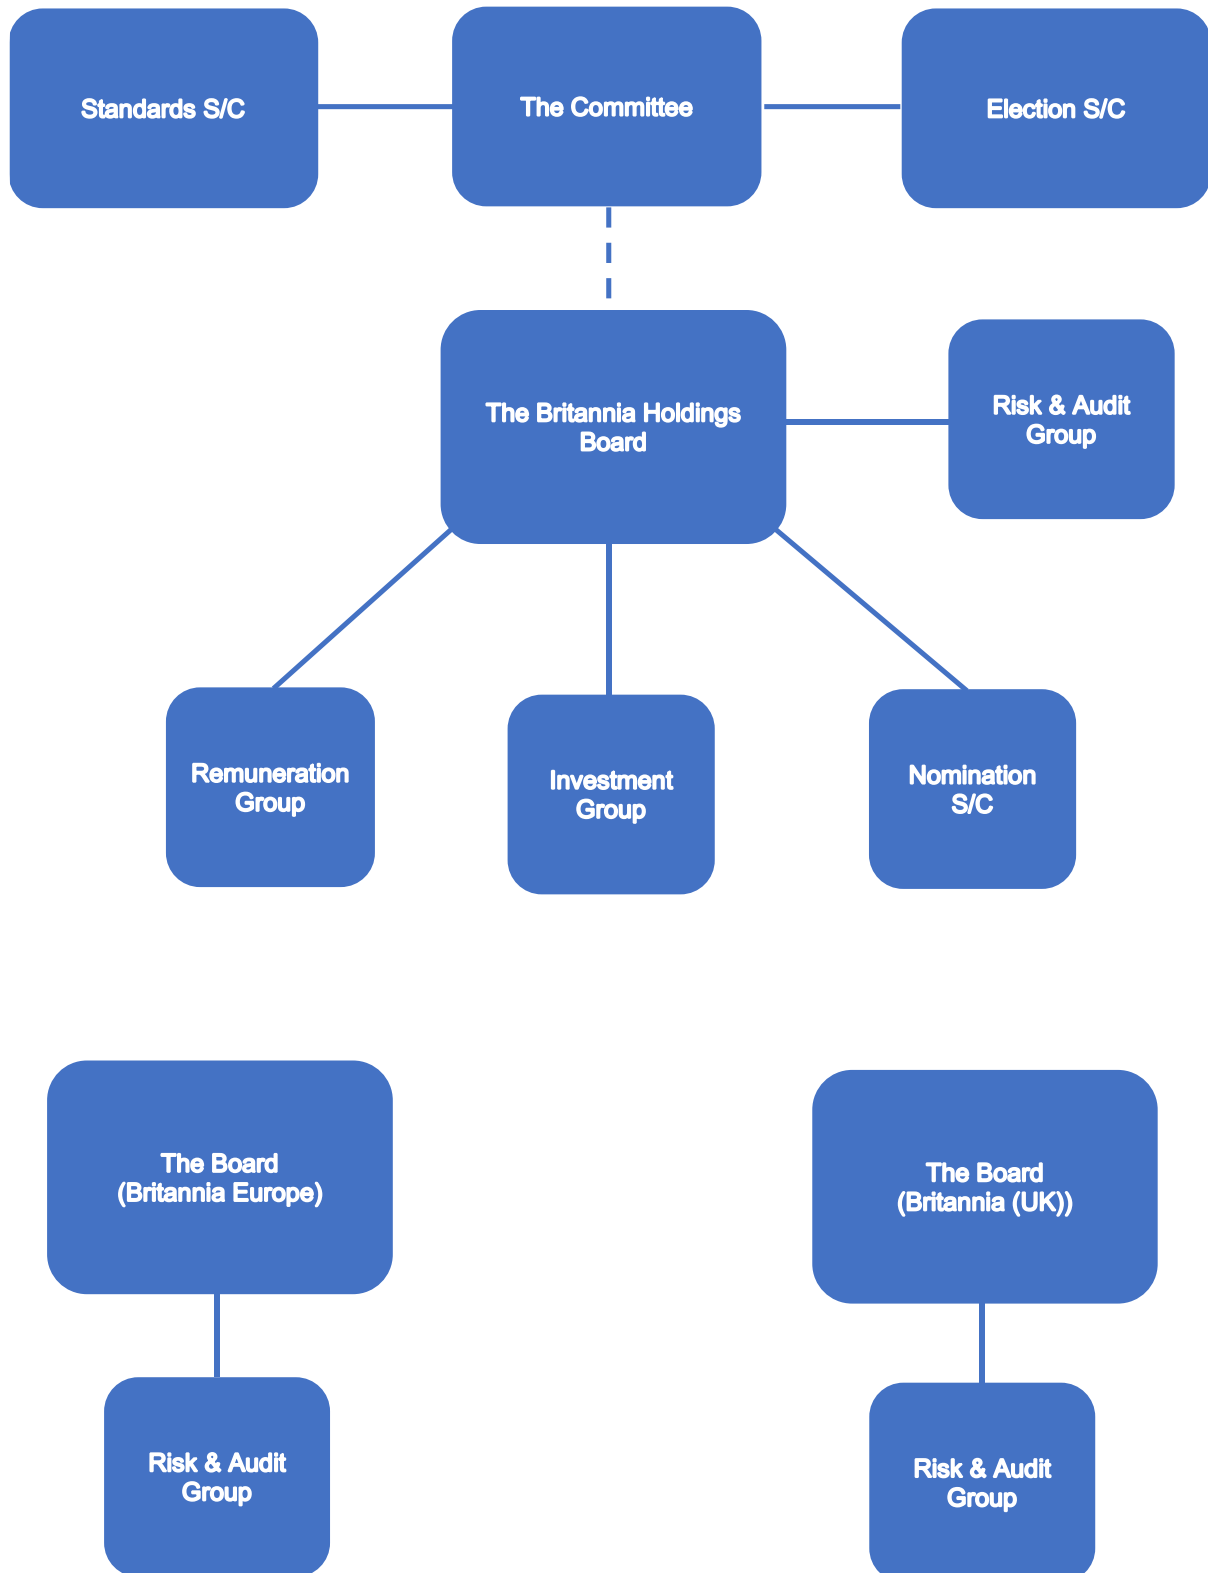 Standards S/C
The Committee
Election S/C
The Britannia Holdings
Board
Risk & Audit
Group
Remuneration
Group
Investment
Group
Nomination
S/C
The Board
(Britannia Europe)
The Board
(Britannia (UK))
Risk & Audit
Group
Risk & Audit
Group